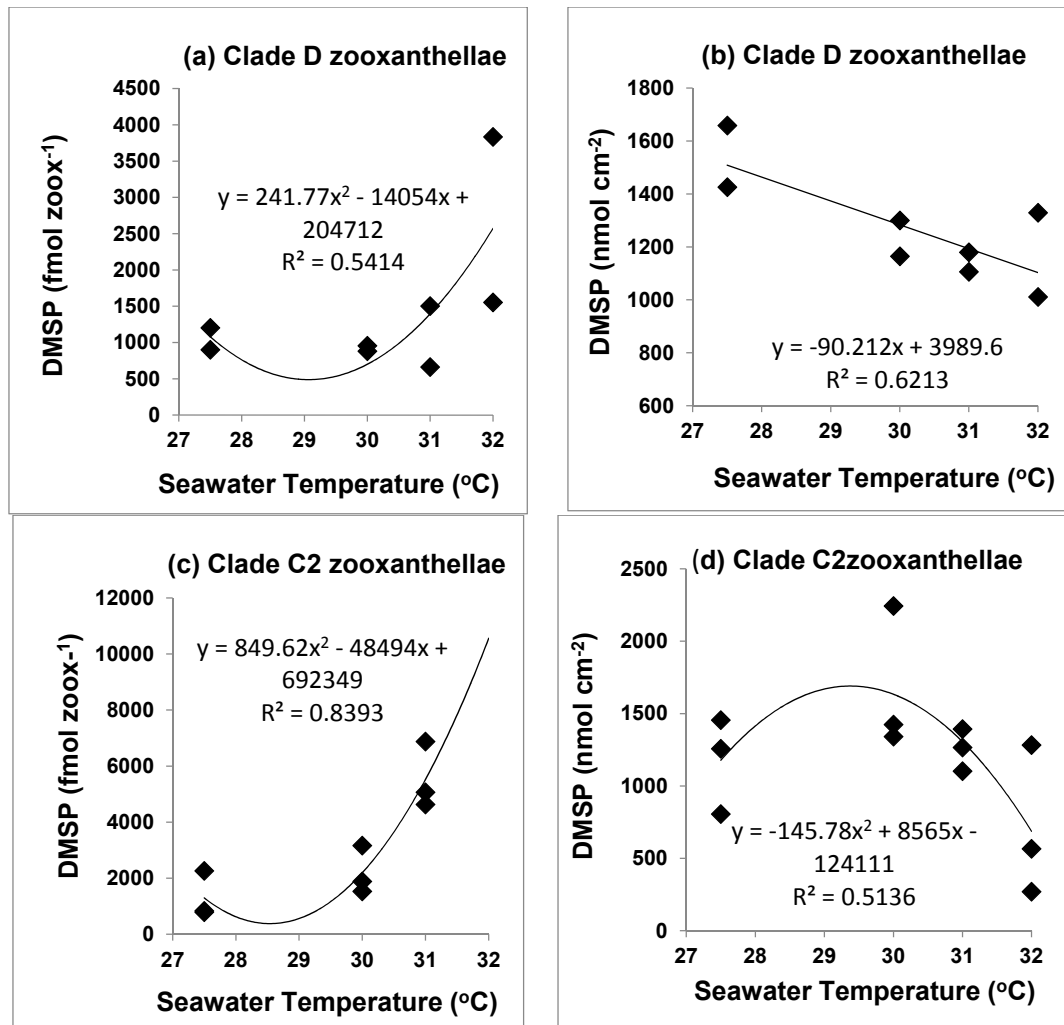 (a) Clade D zooxanthellae
5000
4500
4000
3500
3000
2500
2000
1500
1000
500
0
DMSP (fmol zoox⁻¹)
y = 241.77x² - 14054x +
204712
R² = 0.5414
27 28 29 30 31 32
Seawater Temperature (ᵒC)
(b) Clade D zooxanthellae
1800
1600
1400
1200
1000
800
600
DMSP (nmol cm⁻²)
y = -90.212x + 3989.6
R² = 0.6213
27 28 29 30 31 32
Seawater Temperature (ᵒC)
(c) Clade C2 zooxanthellae
12000
10000
8000
6000
4000
2000
0
DMSP (fmol zoox-¹)
y = 849.62x² - 48494x +
692349
R² = 0.8393
27 28 29 30 31 32
Seawater Temperature (ᵒC)
(d) Clade C2zooxanthellae
2500
2000
1500
1000
500
0
DMSP (nmol cm⁻²)
y = -145.78x² + 8565x -
124111
R² = 0.5136
27 28 29 30 31 32
Seawater Temperature (ᵒC)